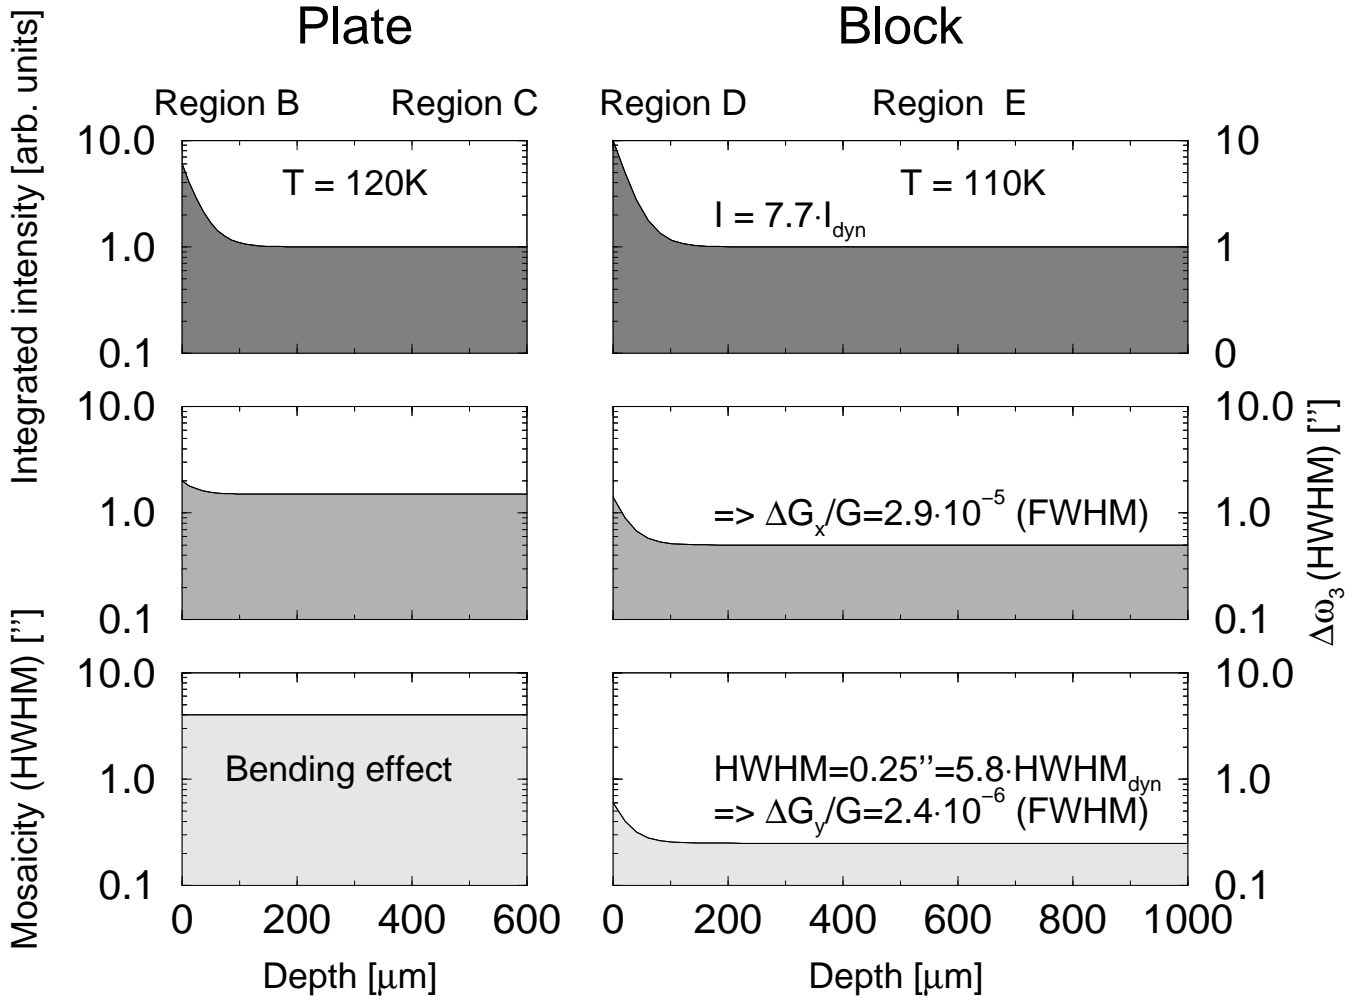 Plate
Block
Region B
Region C
Region D
Region  E
Integrated intensity [arb. units]
10.0
1.0
0.1
T = 120K
T = 110K
I = 7.7·I_dyn
10
1
0
10.0
1.0
0.1
=> ΔG_x/G=2.9·10^−5 (FWHM)
10.0
1.0
0.1
Δω_3 (HWHM) [”]
Mosaicity (HWHM) [”]
10.0
1.0
0.1
Bending effect
HWHM=0.25”=5.8·HWHM_dyn
=> ΔG_y/G=2.4·10^−6 (FWHM)
10.0
1.0
0.1
0 200 400 600
0 200 400 600 800 1000
Depth [μm]
Depth [μm]